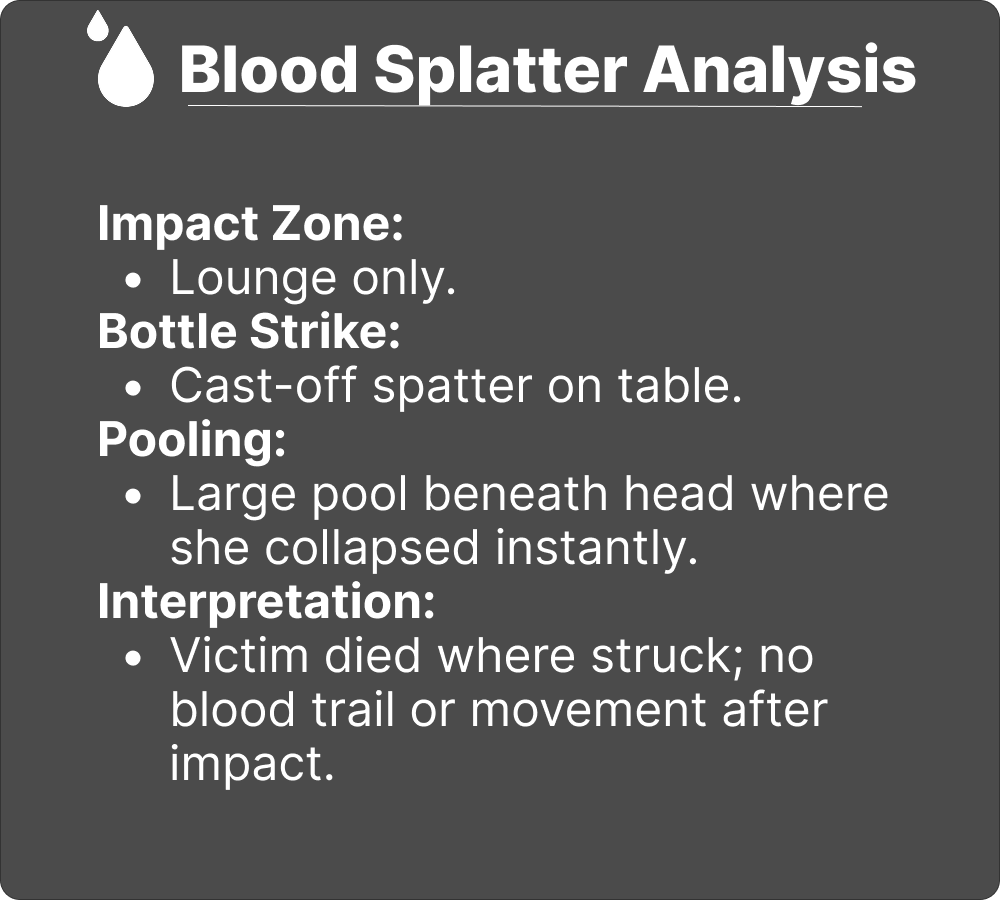 Blood Splatter Analysis
Impact Zone:
• Lounge only.
Bottle Strike:
• Cast-off spatter on table.
Pooling:
• Large pool beneath head where
she collapsed instantly.
Interpretation:
• Victim died where struck; no
blood trail or movement after
impact.